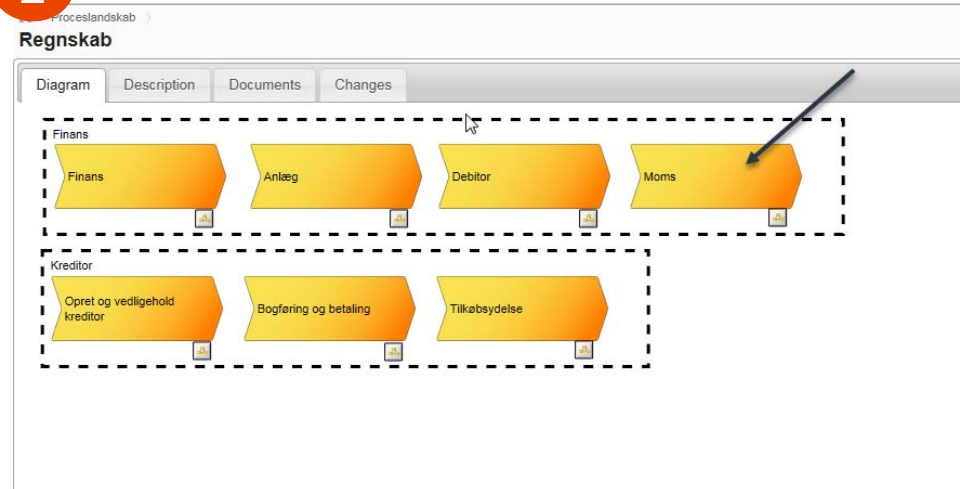 Proceslandskab
Regnskab
Diagram Description Documents Changes
Finans
Finans Anlæg Debitor Moms
Kreditor
Opret og vedligehold
kreditor
Bogføring og betaling Tilkøbsydelse